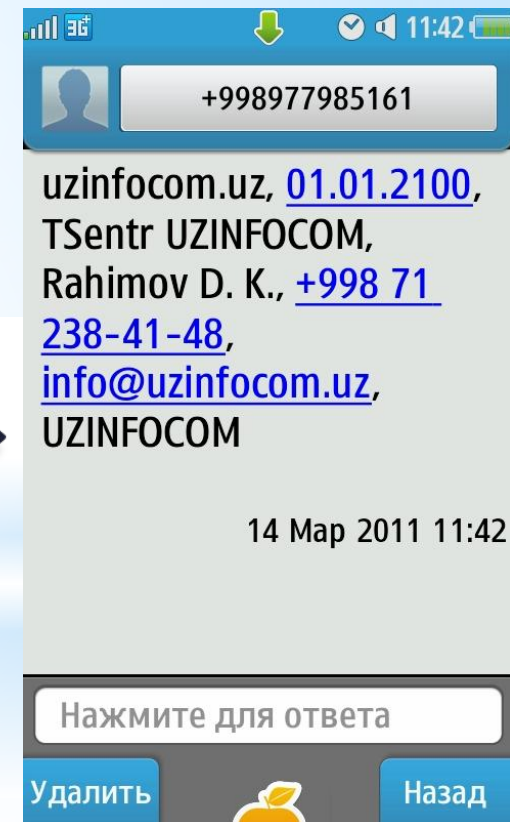 3G 11:42
+998977985161
uzinfocom.uz, 01.01.2100,
TSentr UZINFOCOM,
Rahimov D. K., +998 71
238-41-48,
info@uzinfocom.uz,
UZINFOCOM
14 Мар 2011 11:42
Нажмите для ответа
Удалить Назад